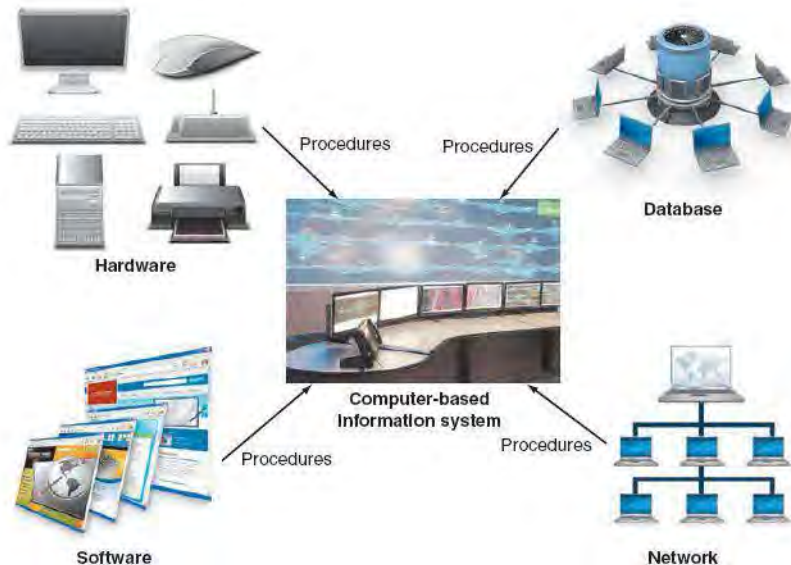 Procedures
Procedures
Database
Hardware
Computer-based
Information system
Procedures
Procedures
Software
Network